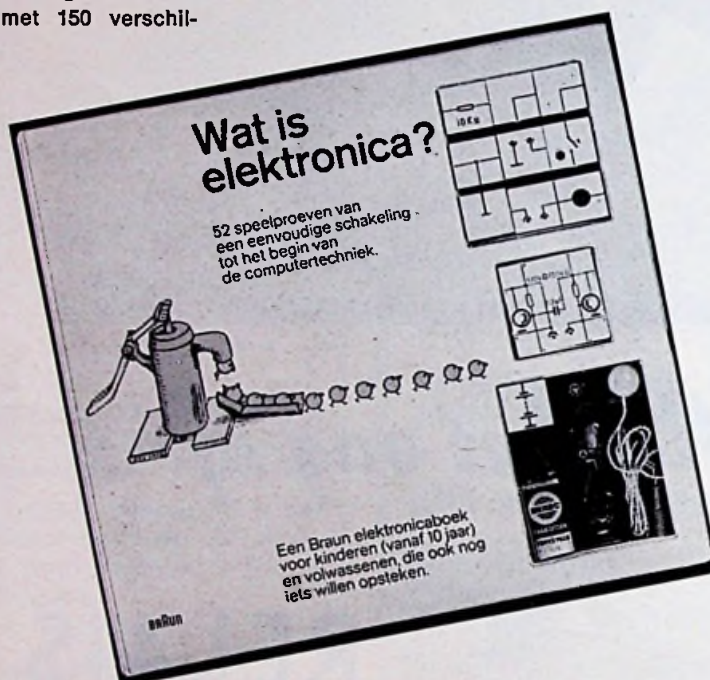 met 150 verschil-
Wat is
elektronica?
52 speelproeven van
een eenvoudige schakeling
tot het begin van
de computertechniek.
10KΩ
Een Braun elektronicaboek
voor kinderen (vanaf 10 jaar)
en volwassenen, die ook nog
iets willen opsteken.
BRAUN